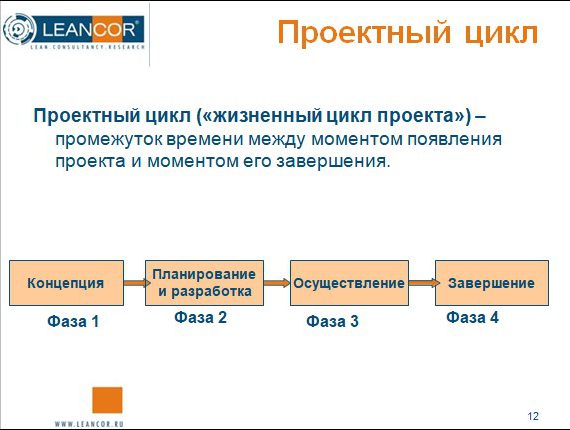 LEANCOR
LEAN.CONSULTANCY.RESEARCH
Проектный цикл
Проектный цикл («жизненный цикл проекта») –
промежуток времени между моментом появления
проекта и моментом его завершения.
Концепция
Планирование
и разработка
Осуществление
Завершение
Фаза 1
Фаза 2
Фаза 3
Фаза 4
WWW.LEANCOR.RU
12